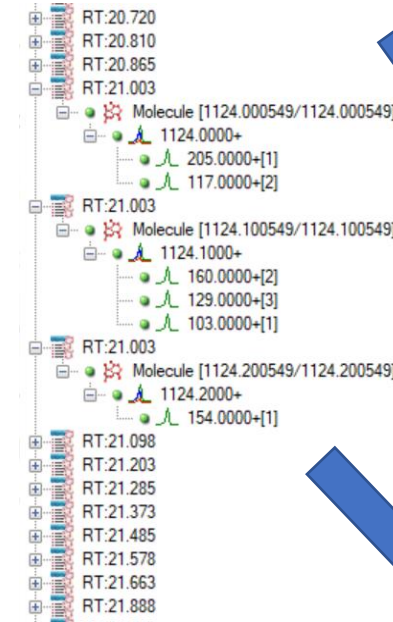 RT:20.720
RT:20.810
RT:20.865
RT:21.003
Molecule [1124.000549/1124.000549]
1124.0000+
205.0000+[1]
117.0000+[2]
RT:21.003
Molecule [1124.100549/1124.100549]
1124.1000+
160.0000+[2]
129.0000+[3]
103.0000+[1]
RT:21.003
Molecule [1124.200549/1124.200549]
1124.2000+
154.0000+[1]
RT:21.098
RT:21.203
RT:21.285
RT:21.373
RT:21.485
RT:21.578
RT:21.663
RT:21.888